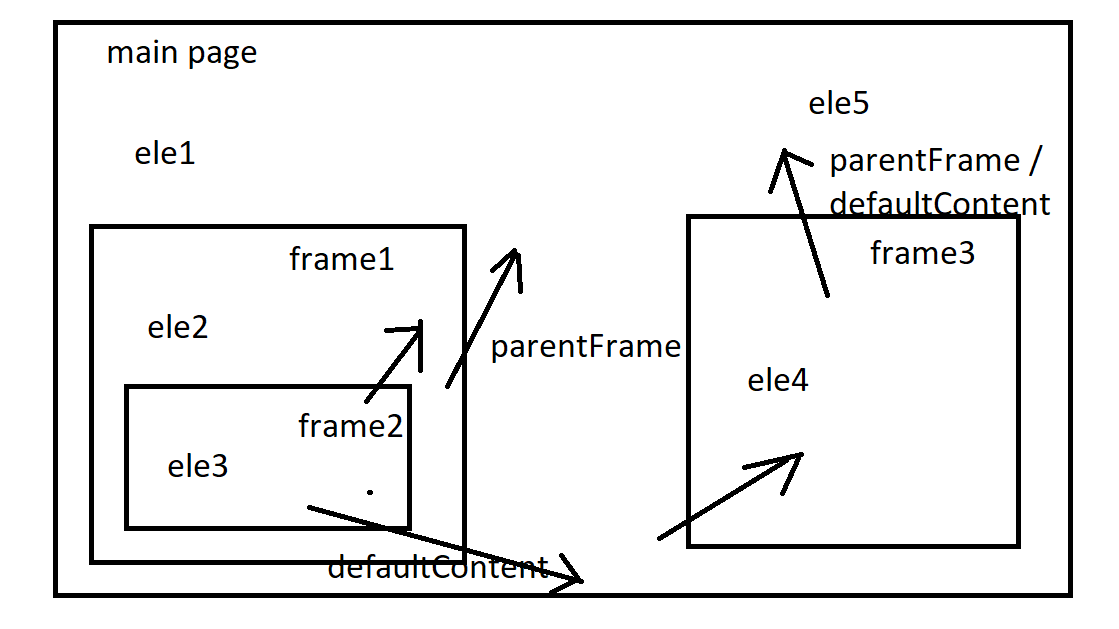 main page
ele5
ele1
parentFrame /
defaultContent
frame1
frame3
ele2
parentFrame
ele4
frame2
ele3
defaultContent